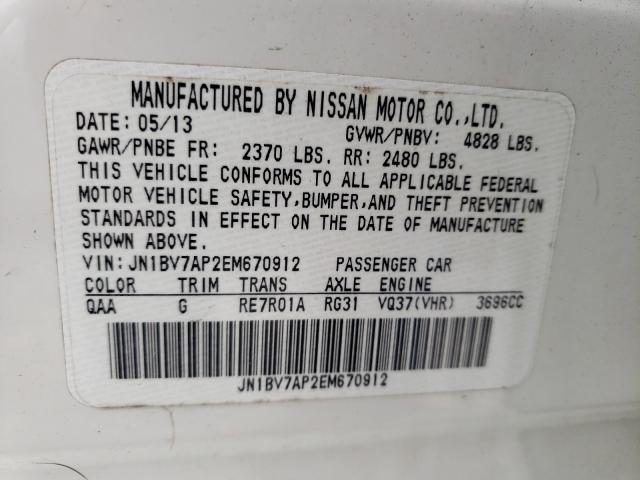 MANUFACTURED BY NISSAN MOTOR CO.,LTD.
DATE: 05/13 GVWR/PNBV: 4828 LBS.
GAWR/PNBE FR: 2370 LBS. RR: 2480 LBS.
THIS VEHICLE CONFORMS TO ALL APPLICABLE FEDERAL
MOTOR VEHICLE SAFETY,BUMPER,AND THEFT PREVENTION
STANDARDS IN EFFECT ON THE DATE OF MANUFACTURE
SHOWN ABOVE.
VIN:JN1BV7AP2EM670912 PASSENGER CAR
COLOR TRIM TRANS AXLE ENGINE
QAA G RE7R01A RG31 VQ37(VHR) 3696CC
JN1BV7AP2EM670912